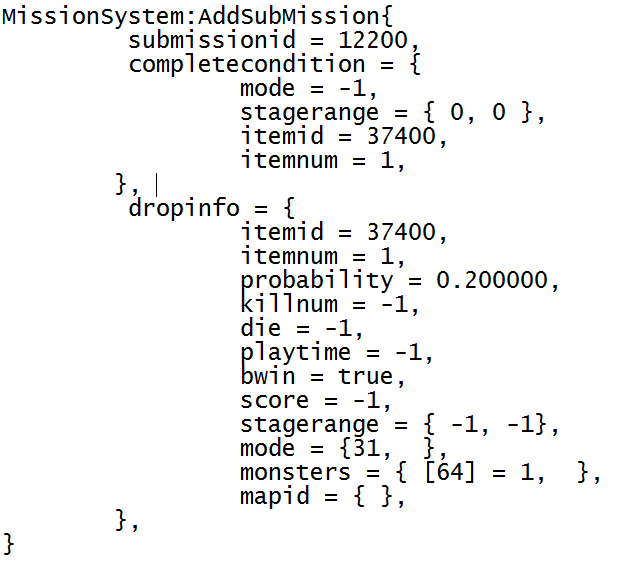 MissionSystem:AddSubMission{
submissionid = 12200,
completecondition = {
mode = -1,
stagerange = { 0, 0 },
itemid = 37400,
itemnum = 1,
},
dropinfo = {
itemid = 37400,
itemnum = 1,
probability = 0.200000,
killnum = -1,
die = -1,
playtime = -1,
bwin = true,
score = -1,
stagerange = { -1, -1},
mode = {31,  },
monsters = { [64] = 1,  },
mapid = { },
},
}